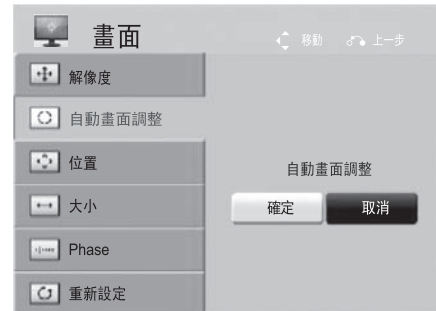 畫面
移動 上一步
解像度
自動畫面調整
位置
大小
Phase
重新設定
自動畫面調整
確定 取消